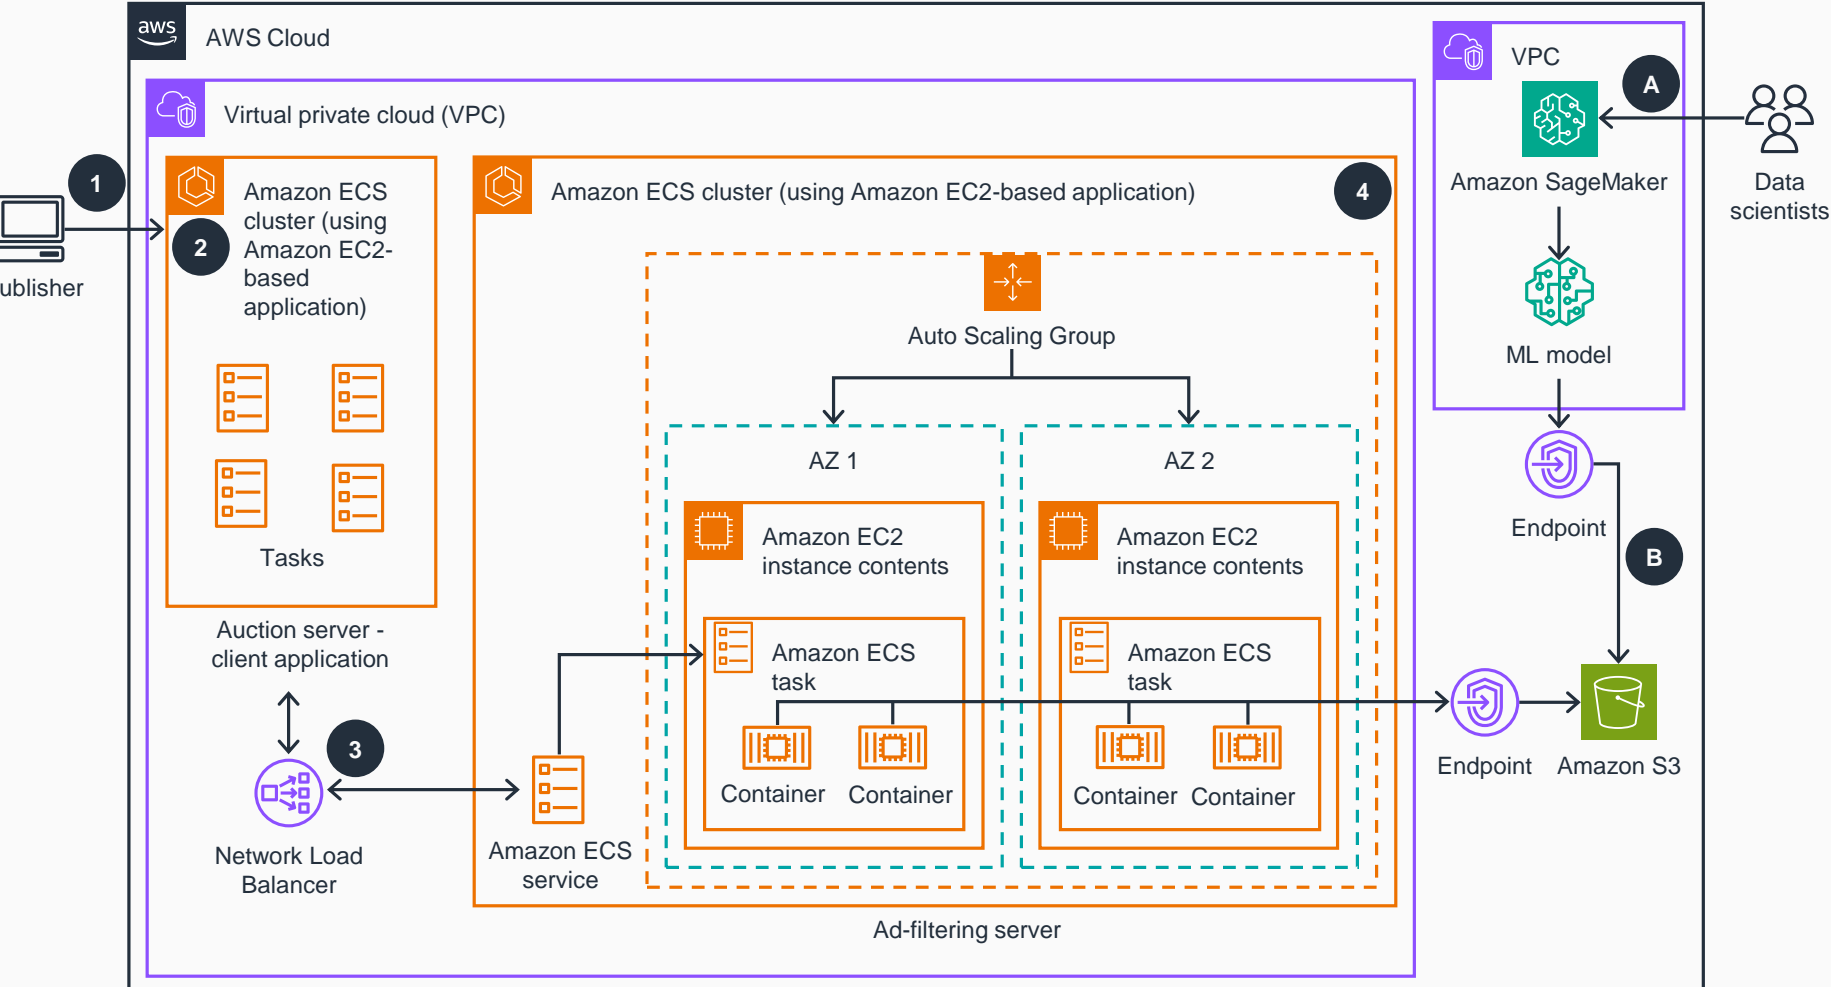 aws
AWS Cloud
VPC
A
Virtual private cloud (VPC)
1
Amazon ECS
cluster (using
Amazon EC2-
based
application)
2
Amazon ECS cluster (using Amazon EC2-based application)
4
Amazon SageMaker
Data
scientists
ublisher
Auto Scaling Group
ML model
AZ 1
AZ 2
Endpoint
B
Tasks
Amazon EC2
instance contents
Amazon EC2
instance contents
Auction server -
client application
Amazon ECS
task
Amazon ECS
task
3
Container
Container
Container
Container
Endpoint
Amazon S3
Network Load
Balancer
Amazon ECS
service
Ad-filtering server